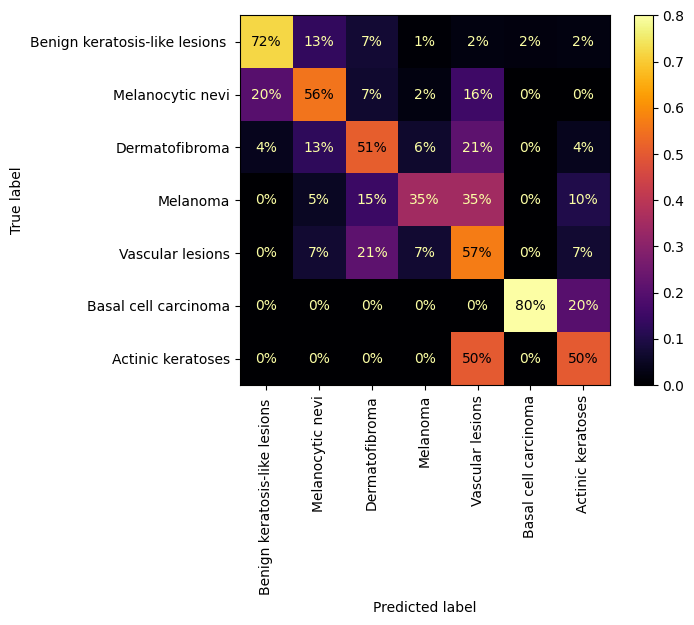 Benign keratosis-like lesions 72% 13% 7% 1% 2% 2% 2%
Melanocytic nevi 20% 56% 7% 2% 16% 0% 0%
Dermatofibroma 4% 13% 51% 6% 21% 0% 4%
Melanoma 0% 5% 15% 35% 35% 0% 10%
Vascular lesions 0% 7% 21% 7% 57% 0% 7%
Basal cell carcinoma 0% 0% 0% 0% 0% 80% 20%
Actinic keratoses 0% 0% 0% 0% 50% 0% 50%
True label
Benign keratosis-like lesions
Melanocytic nevi
Dermatofibroma
Melanoma
Vascular lesions
Basal cell carcinoma
Actinic keratoses
Predicted label
0.8
0.7
0.6
0.5
0.4
0.3
0.2
0.1
0.0